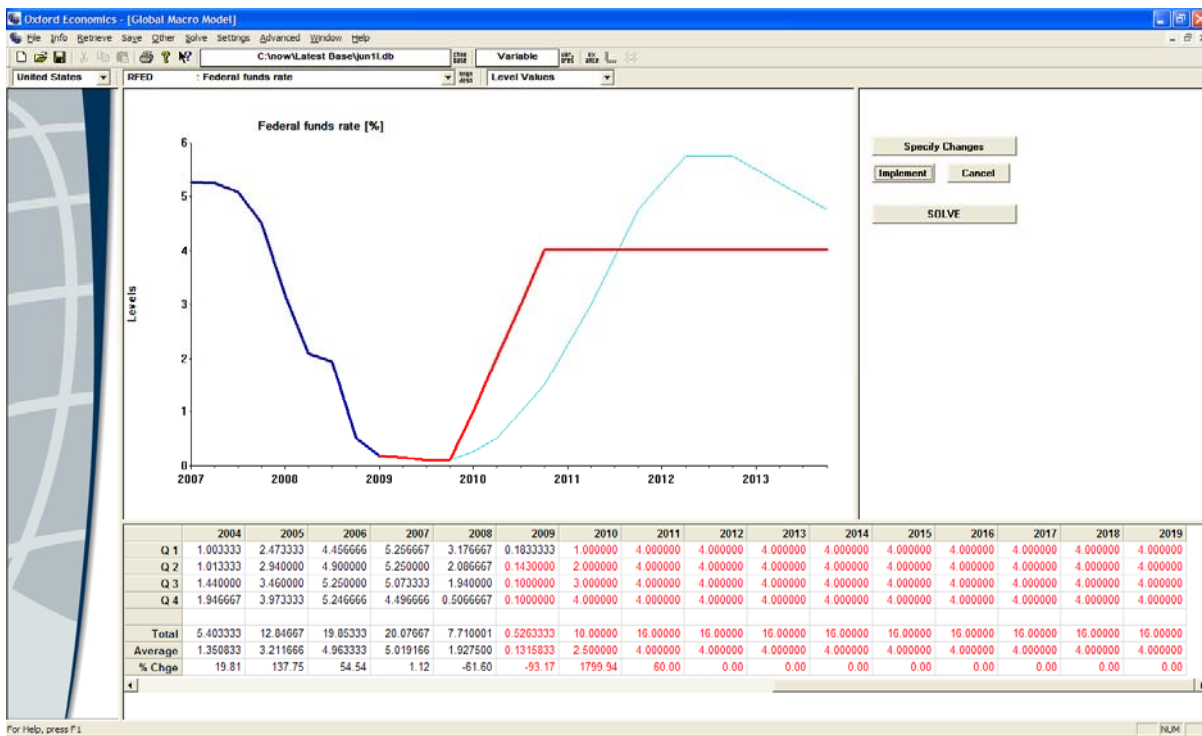 Oxford Economics - [Global Macro Model]
File Info Retrieve Save Other Solve Settings Advanced Window Help
C:\now\Latest Base\jun1l.db
Variable
United States
RFED : Federal funds rate
Level Values
Federal funds rate [%]
Levels
6
5
4
3
2
1
0
2007 2008 2009 2010 2011 2012 2013
Specify Changes
Implement Cancel
SOLVE
2004 2005 2006 2007 2008 2009 2010 2011 2012 2013 2014 2015 2016 2017 2018 2019
Q 1 1.003333 2.473333 4.456666 5.256667 3.176667 0.1833333 1.000000 4.000000 4.000000 4.000000 4.000000 4.000000 4.000000 4.000000 4.000000 4.000000
Q 2 1.013333 2.940000 4.900000 5.250000 2.086667 0.1430000 2.000000 4.000000 4.000000 4.000000 4.000000 4.000000 4.000000 4.000000 4.000000 4.000000
Q 3 1.440000 3.460000 5.250000 5.073333 1.940000 0.1000000 3.000000 4.000000 4.000000 4.000000 4.000000 4.000000 4.000000 4.000000 4.000000 4.000000
Q 4 1.946667 3.973333 5.246666 4.496666 0.5066667 0.1000000 4.000000 4.000000 4.000000 4.000000 4.000000 4.000000 4.000000 4.000000 4.000000 4.000000
Total 5.403333 12.84667 19.85333 20.07667 7.710001 0.5263333 10.00000 16.00000 16.00000 16.00000 16.00000 16.00000 16.00000 16.00000 16.00000 16.00000
Average 1.350833 3.211666 4.963333 5.019166 1.927500 0.1315833 2.500000 4.000000 4.000000 4.000000 4.000000 4.000000 4.000000 4.000000 4.000000 4.000000
% Chge 19.81 137.75 54.54 1.12 -61.60 -93.17 1799.94 60.00 0.00 0.00 0.00 0.00 0.00 0.00 0.00 0.00
For Help, press F1
NUM